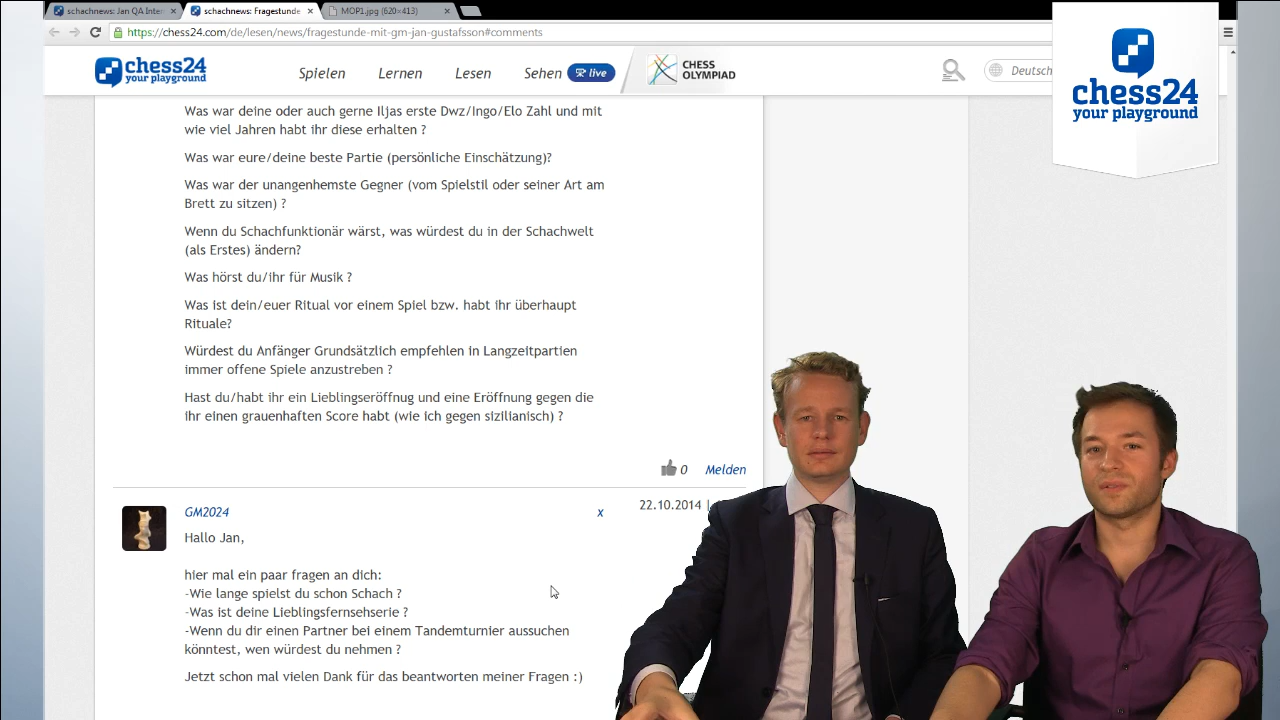 schachnews: Jan QA Inter
schachnews: Fragestunde
MOP1.jpg (620×413)
https://chess24.com/de/lesen/news/fragestunde-mit-gm-jan-gustafsson#comments
chess24
your playground
Spielen
Lernen
Lesen
Sehen
live
CHESS
OLYMPIAD
Deutsch
chess24
your playground
Was war deine oder auch gerne Iljas erste Dwz/Ingo/Elo Zahl und mit
wie viel Jahren habt ihr diese erhalten ?
Was war eure/deine beste Partie (persönliche Einschätzung)?
Was war der unangenhemste Gegner (vom Spielstil oder seiner Art am
Brett zu sitzen) ?
Wenn du Schachfunktionär wärst, was würdest du in der Schachwelt
(als Erstes) ändern?
Was hörst du/ihr für Musik ?
Was ist dein/euer Ritual vor einem Spiel bzw. habt ihr überhaupt
Rituale?
Würdest du Anfänger Grundsätzlich empfehlen in Langzeitpartien
immer offene Spiele anzustreben ?
Hast du/habt ihr ein Lieblingseröffnug und eine Eröffnung gegen die
ihr einen grauenhaften Score habt (wie ich gegen sizilianisch) ?
0 Melden
GM2024
x
22.10.2014 |
Hallo Jan,
hier mal ein paar fragen an dich:
-Wie lange spielst du schon Schach ?
-Was ist deine Lieblingsfernsehserie ?
-Wenn du dir einen Partner bei einem Tandemturnier aussuchen
könntest, wen würdest du nehmen ?
Jetzt schon mal vielen Dank für das beantworten meiner Fragen :)